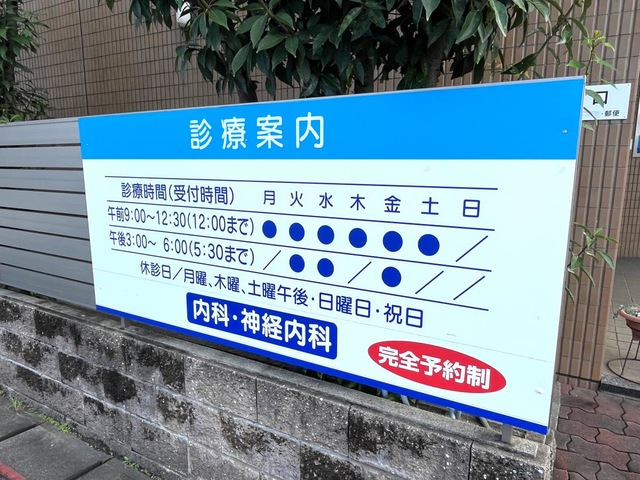 診療案内
診療時間(受付時間) 月 火 水 木 金 土 日
午前9:00~12:30(12:00まで) ● ● ● ● ● ● ／
午後3:00~ 6:00(5:30まで) ／ ● ● ／ ● ／ ／
休診日／月曜、木曜、土曜午後・日曜日・祝日
内科・神経内科
完全予約制
郵便